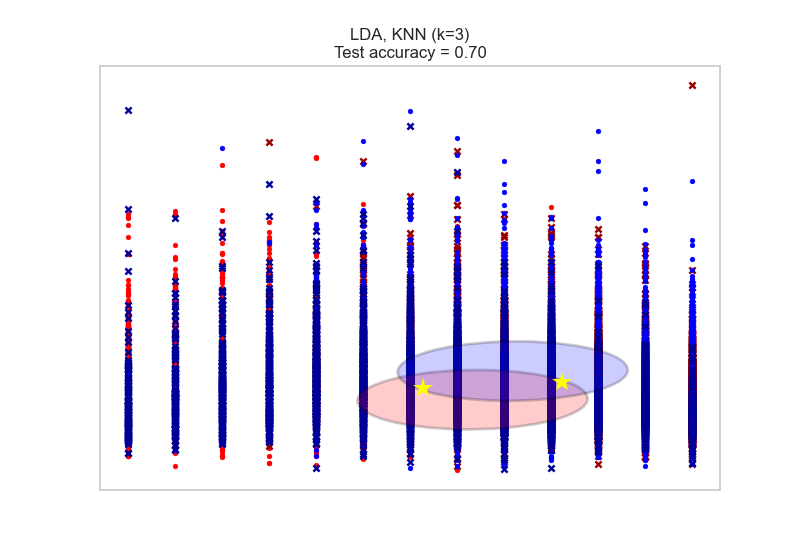 LDA, KNN (k=3)
Test accuracy = 0.70